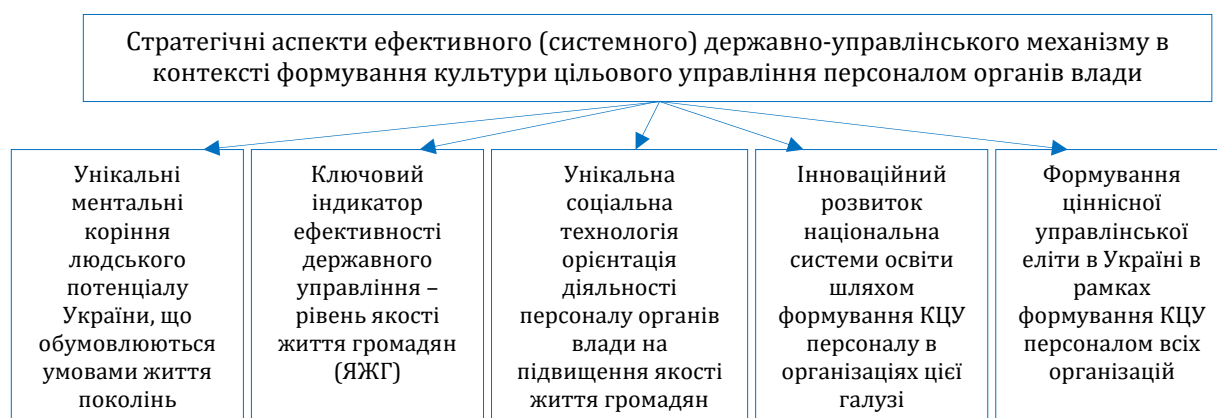 Стратегічні аспекти ефективного (системного) державно-управлінського механізму в
контексті формування культури цільового управління персоналом органів влади
Унікальні
ментальні
коріння
людського
потенціалу
України, що
обумовлюються
умовами життя
поколінь
Ключовий
індикатор
ефективності
державного
управління –
рівень якості
життя громадян
(ЯЖГ)
Унікальна
соціальна
технологія
орієнтація
діяльності
персоналу органів
влади на
підвищення якості
життя громадян
Інноваційний
розвиток
національна
системи освіти
шляхом
формування КЦУ
персоналу в
організаціях цієї
галузі
Формування
ціннісної
управлінської
еліти в Україні в
рамках
формування КЦУ
персоналом всіх
організацій